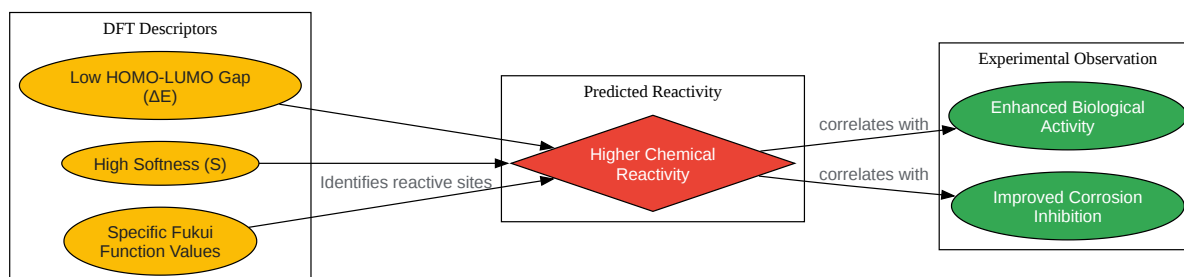 DFT Descriptors
Low HOMO-LUMO Gap
(ΔE)
High Softness (S)
Identifies reactive sites
Specific Fukui
Function Values
Predicted Reactivity
Higher Chemical
Reactivity
correlates with
correlates with
Experimental Observation
Enhanced Biological
Activity
Improved Corrosion
Inhibition